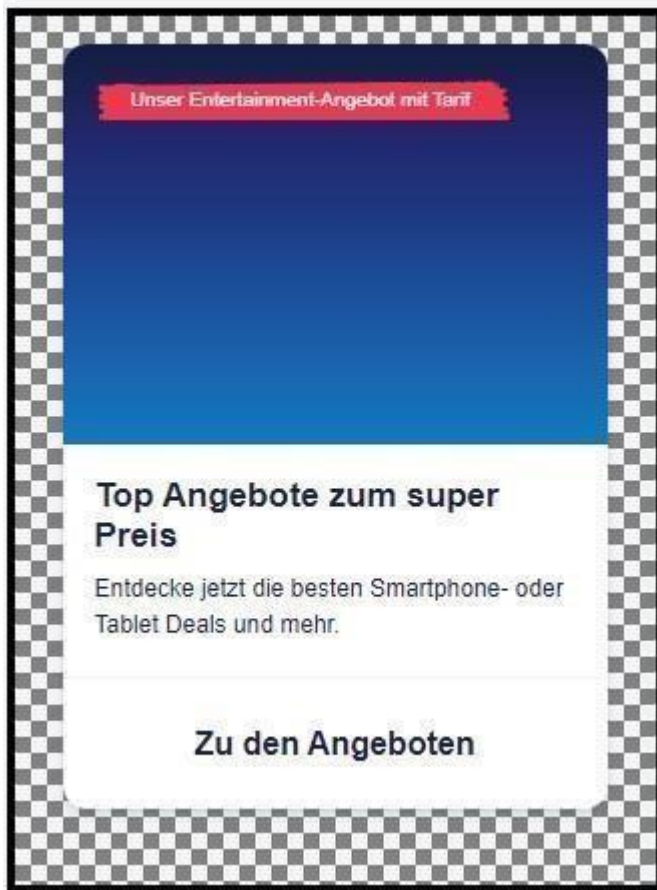 Unser Entertainment-Angebot mit Tarif
Top Angebote zum super
Preis
Entdecke jetzt die besten Smartphone- oder
Tablet Deals und mehr.
Zu den Angeboten